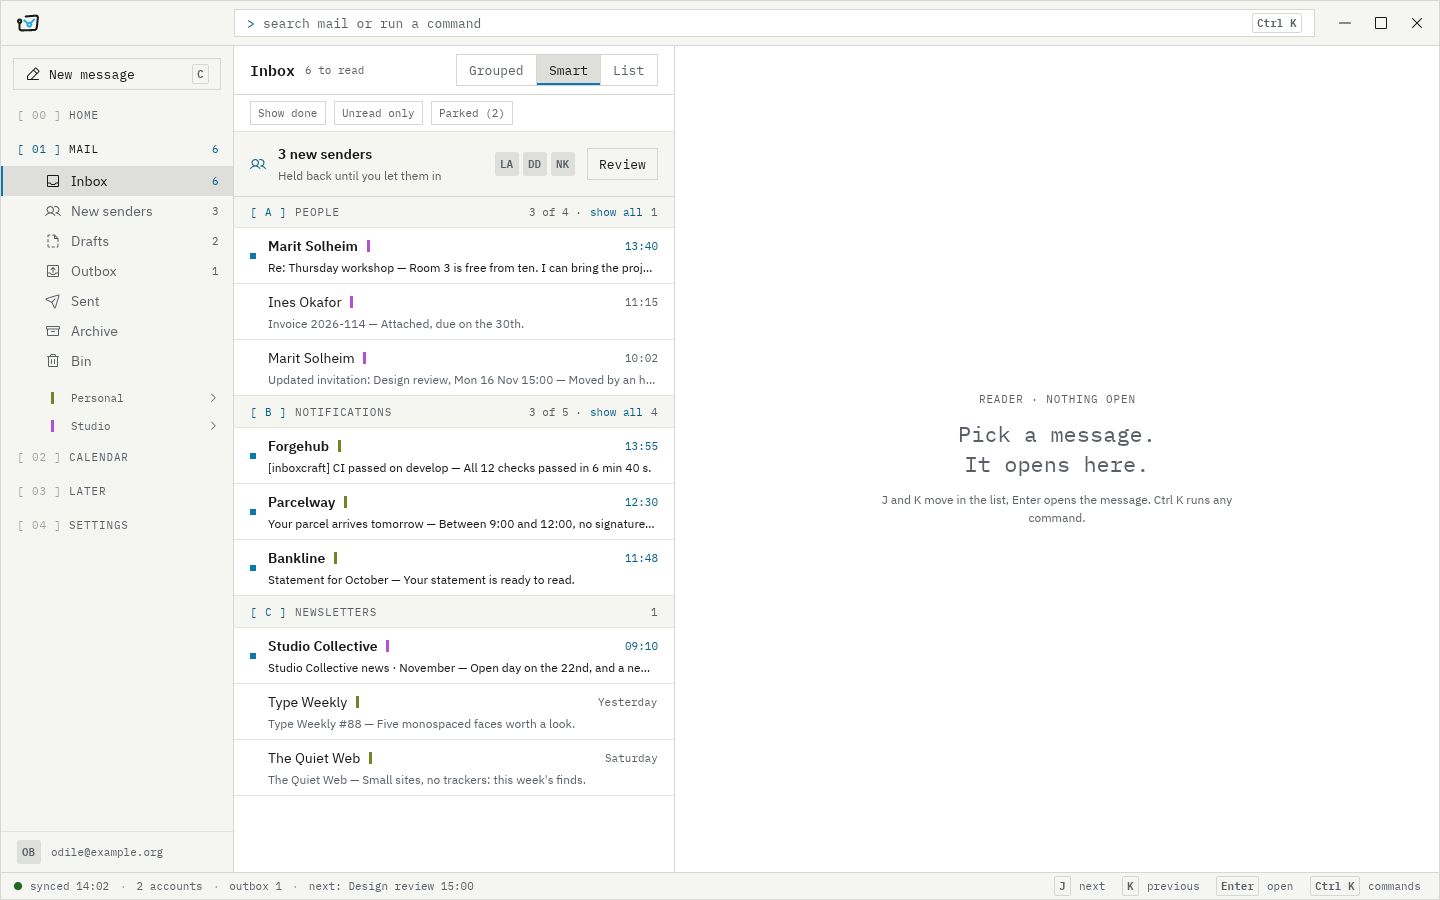 > search mail or run a command
Ctrl K
New message
C
[ 00 ] HOME
[ 01 ] MAIL 6
Inbox 6
New senders 3
Drafts 2
Outbox 1
Sent
Archive
Bin
Personal
Studio
[ 02 ] CALENDAR
[ 03 ] LATER
[ 04 ] SETTINGS
OB odile@example.org
Inbox 6 to read
Grouped Smart List
Show done Unread only Parked (2)
3 new senders
Held back until you let them in
LA DD NK Review
[ A ] PEOPLE 3 of 4 · show all 1
Marit Solheim 13:40
Re: Thursday workshop — Room 3 is free from ten. I can bring the proj…
Ines Okafor 11:15
Invoice 2026-114 — Attached, due on the 30th.
Marit Solheim 10:02
Updated invitation: Design review, Mon 16 Nov 15:00 — Moved by an h…
[ B ] NOTIFICATIONS 3 of 5 · show all 4
Forgehub 13:55
[inboxcraft] CI passed on develop — All 12 checks passed in 6 min 40 s.
Parcelway 12:30
Your parcel arrives tomorrow — Between 9:00 and 12:00, no signature…
Bankline 11:48
Statement for October — Your statement is ready to read.
[ C ] NEWSLETTERS 1
Studio Collective 09:10
Studio Collective news · November — Open day on the 22nd, and a ne…
Type Weekly Yesterday
Type Weekly #88 — Five monospaced faces worth a look.
The Quiet Web Saturday
The Quiet Web — Small sites, no trackers: this week's finds.
READER · NOTHING OPEN
Pick a message.
It opens here.
J and K move in the list, Enter opens the message. Ctrl K runs any
command.
synced 14:02 · 2 accounts · outbox 1 · next: Design review 15:00
J next K previous Enter open Ctrl K commands